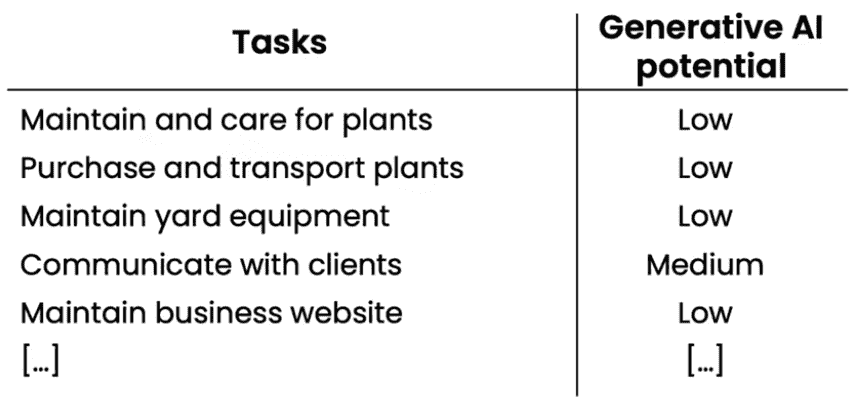 Tasks
Generative AI
potential
Maintain and care for plants
Low
Purchase and transport plants
Low
Maintain yard equipment
Low
Communicate with clients
Medium
Maintain business website
Low
[...]
[...]